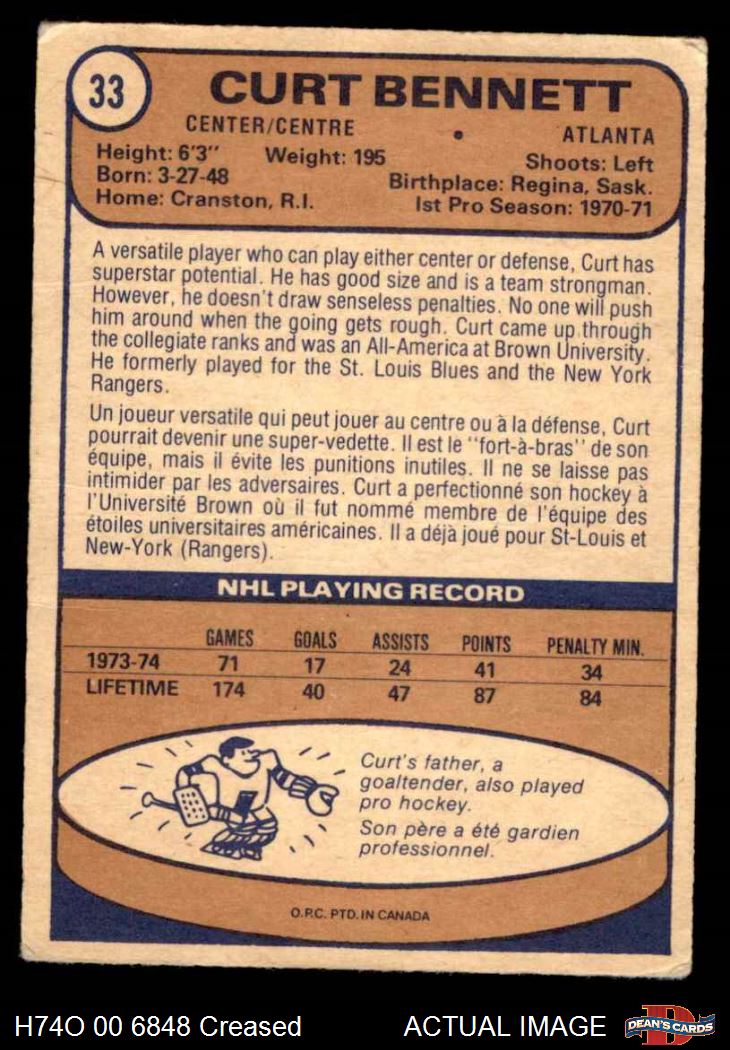 33
CURT BENNETT
CENTER/CENTRE
ATLANTA
Height: 6'3" Weight: 195 Shoots: Left
Born: 3-27-48 Birthplace: Regina, Sask.
Home: Cranston, R.I. 1st Pro Season: 1970-71
A versatile player who can play either center or defense, Curt has
superstar potential. He has good size and is a team strongman.
However, he doesn't draw senseless penalties. No one will push
him around when the going gets rough. Curt came up through
the collegiate ranks and was an All-America at Brown University.
He formerly played for the St. Louis Blues and the New York
Rangers.
Un joueur versatile qui peut jouer au centre ou à la défense, Curt
pourrait devenir une super-vedette. Il est le "fort-à-bras" de son
équipe, mais il évite les punitions inutiles. Il ne se laisse pas
intimider par les adversaires. Curt a perfectionné son hockey à
l'Université Brown où il fut nommé membre de l'équipe des
étoiles universitaires américaines. Il a déjà joué pour St-Louis et
New-York (Rangers).
NHL PLAYING RECORD
GAMES GOALS ASSISTS POINTS PENALTY MIN.
1973-74 71 17 24 41 34
LIFETIME 174 40 47 87 84
Curt's father, a
goaltender, also played
pro hockey.
Son père a été gardien
professionnel.
O.P.C. PTD. IN CANADA
H74O 00 6848 Creased ACTUAL IMAGE
D
DEAN'S CARDS